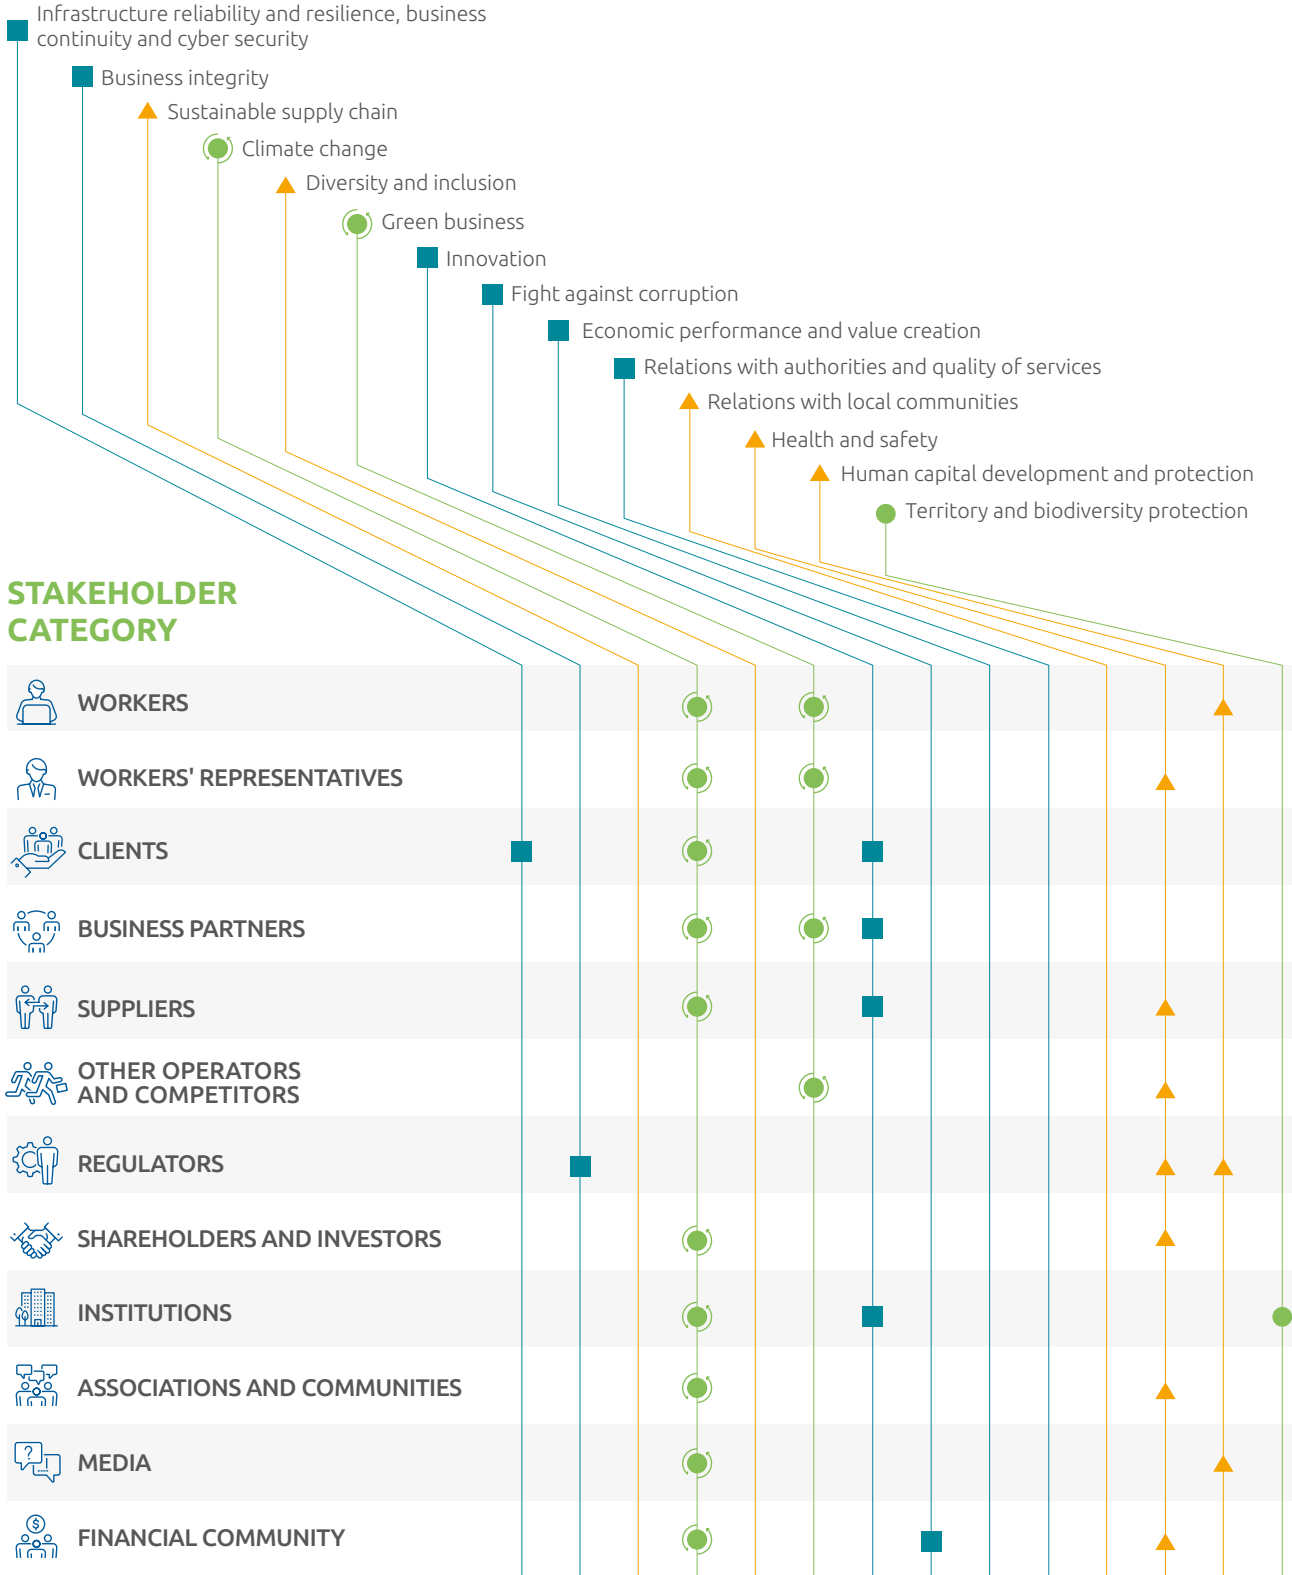 Infrastructure reliability and resilience, business
continuity and cyber security
Business integrity
Sustainable supply chain
Climate change
Diversity and inclusion
Green business
Innovation
Fight against corruption
Economic performance and value creation
Relations with authorities and quality of services
Relations with local communities
Health and safety
Human capital development and protection
Territory and biodiversity protection
STAKEHOLDER
CATEGORY
WORKERS
WORKERS' REPRESENTATIVES
CLIENTS
BUSINESS PARTNERS
SUPPLIERS
OTHER OPERATORS
AND COMPETITORS
REGULATORS
SHAREHOLDERS AND INVESTORS
INSTITUTIONS
ASSOCIATIONS AND COMMUNITIES
MEDIA
FINANCIAL COMMUNITY